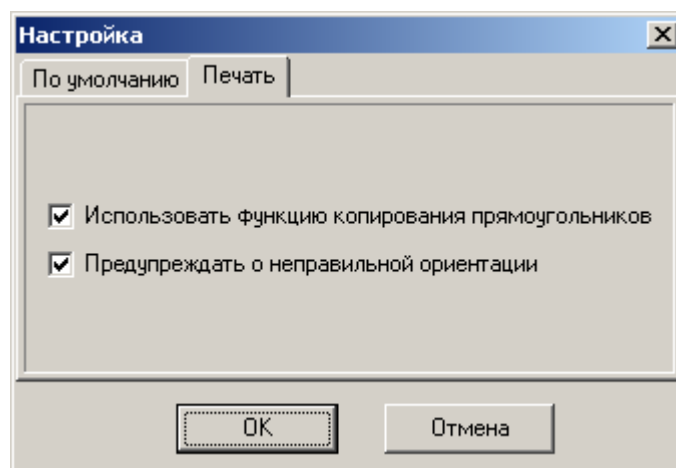 Настройка
По умолчанию Печать
Использовать функцию копирования прямоугольников
Предупреждать о неправильной ориентации
OK Отмена